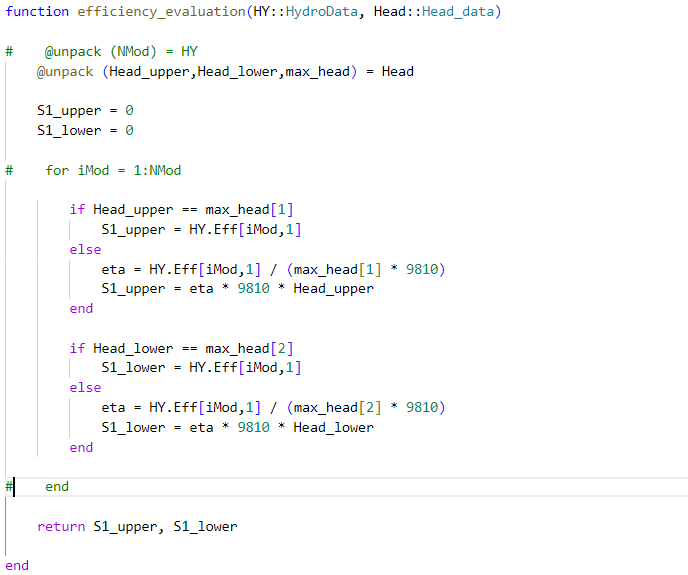 function efficiency_evaluation(HY::HydroData, Head::Head_data)
#    @unpack (NMod) = HY
    @unpack (Head_upper,Head_lower,max_head) = Head
    S1_upper = 0
    S1_lower = 0
#    for iMod = 1:NMod
        if Head_upper == max_head[1]
            S1_upper = HY.Eff[iMod,1]
        else
            eta = HY.Eff[iMod,1] / (max_head[1] * 9810)
            S1_upper = eta * 9810 * Head_upper
        end
        if Head_lower == max_head[2]
            S1_lower = HY.Eff[iMod,1]
        else
            eta = HY.Eff[iMod,1] / (max_head[2] * 9810)
            S1_lower = eta * 9810 * Head_lower
        end
#    end
    return S1_upper, S1_lower
end